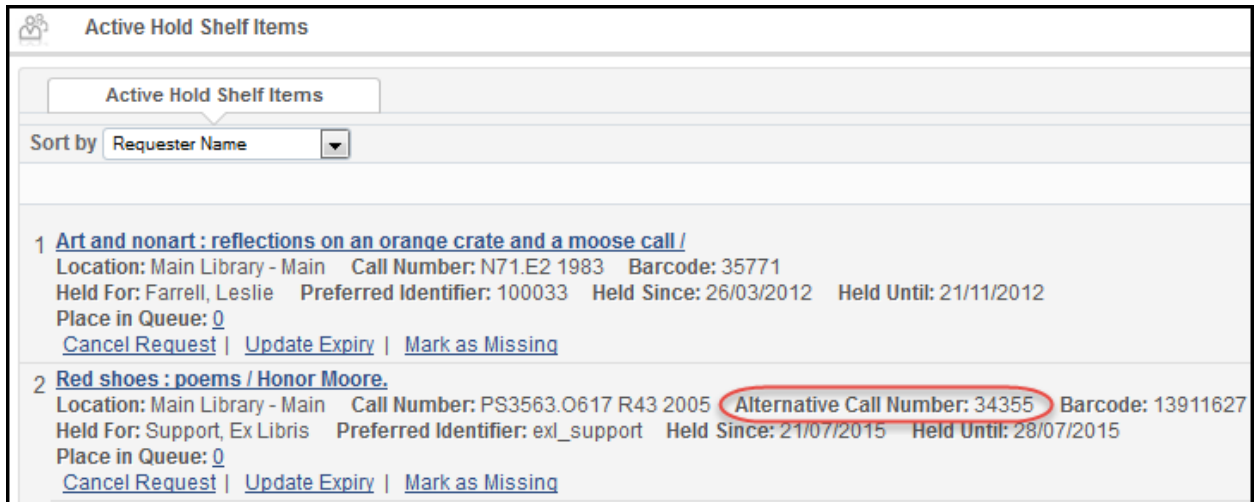 Active Hold Shelf Items
Active Hold Shelf Items
Sort by Requester Name
1 Art and nonart : reflections on an orange crate and a moose call /
Location: Main Library - Main Call Number: N71.E2 1983 Barcode: 35771
Held For: Farrell, Leslie Preferred Identifier: 100033 Held Since: 26/03/2012 Held Until: 21/11/2012
Place in Queue: 0
Cancel Request | Update Expiry | Mark as Missing
2 Red shoes : poems / Honor Moore.
Location: Main Library - Main Call Number: PS3563.O617 R43 2005 Alternative Call Number: 34355 Barcode: 13911627
Held For: Support, Ex Libris Preferred Identifier: exl_support Held Since: 21/07/2015 Held Until: 28/07/2015
Place in Queue: 0
Cancel Request | Update Expiry | Mark as Missing